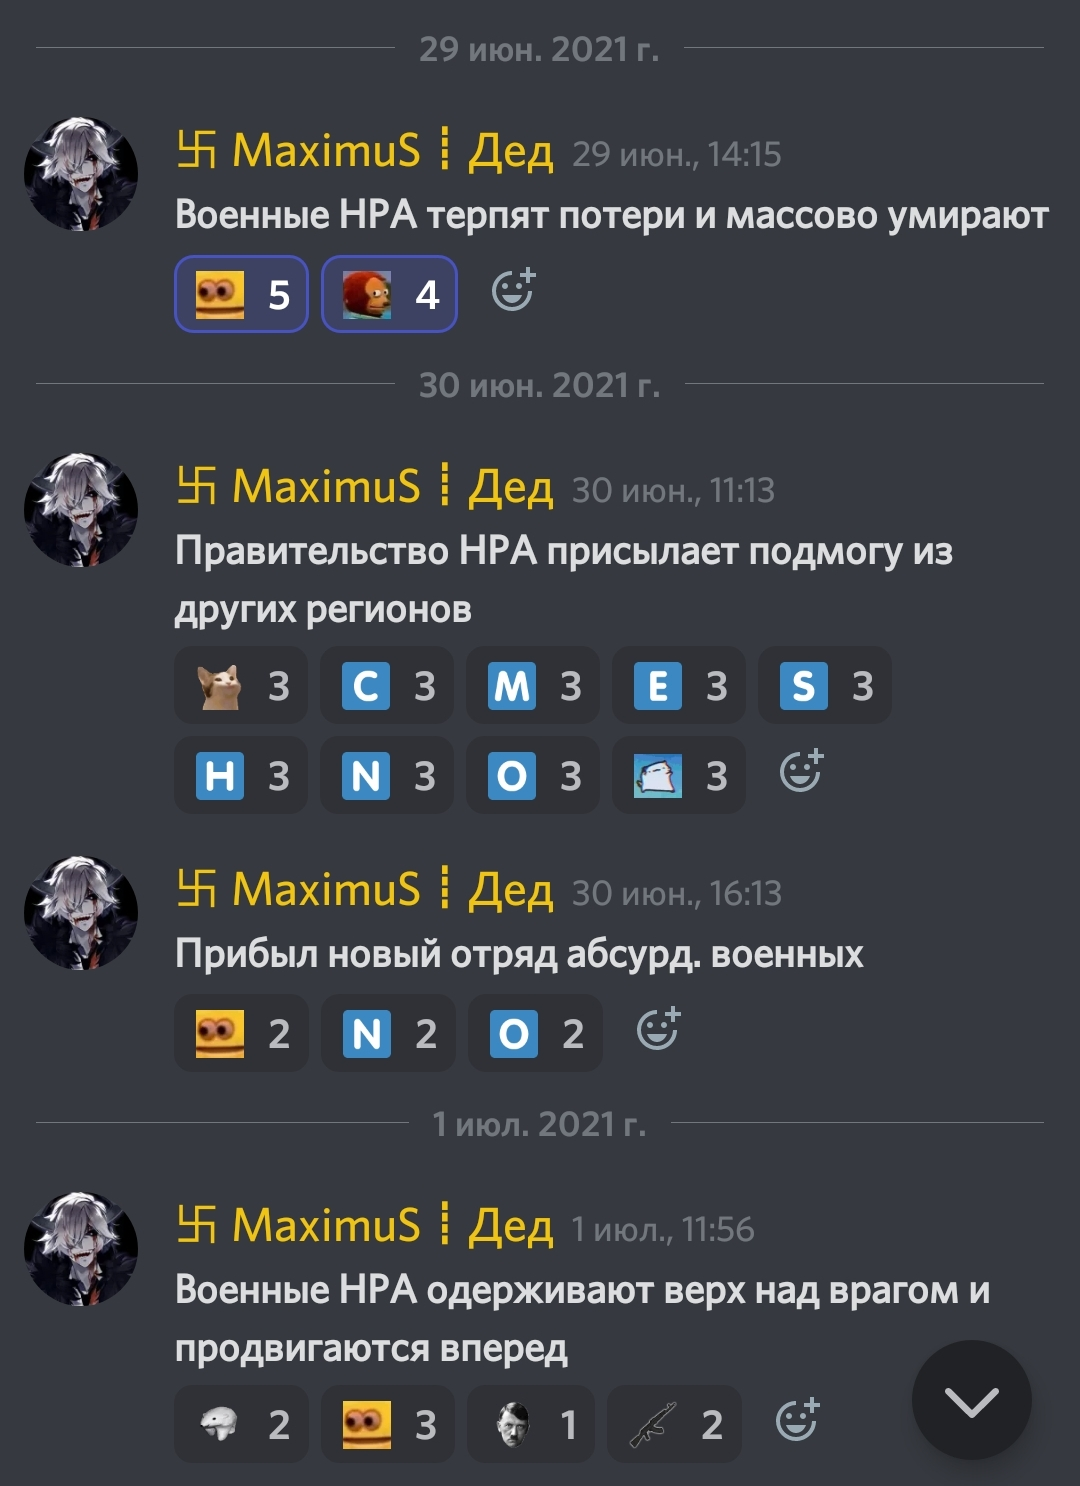 29 июн. 2021 г.
卐 MaximuS ┋ Дед 29 июн., 14:15
Военные НРА терпят потери и массово умирают
5 4
30 июн. 2021 г.
卐 MaximuS ┋ Дед 30 июн., 11:13
Правительство НРА присылает подмогу из
других регионов
3 C 3 M 3 E 3 S 3
H 3 N 3 O 3 3
卐 MaximuS ┋ Дед 30 июн., 16:13
Прибыл новый отряд абсурд. военных
2 N 2 O 2
1 июл. 2021 г.
卐 MaximuS ┋ Дед 1 июл., 11:56
Военные НРА одерживают верх над врагом и
продвигаются вперед
2 3 1 2